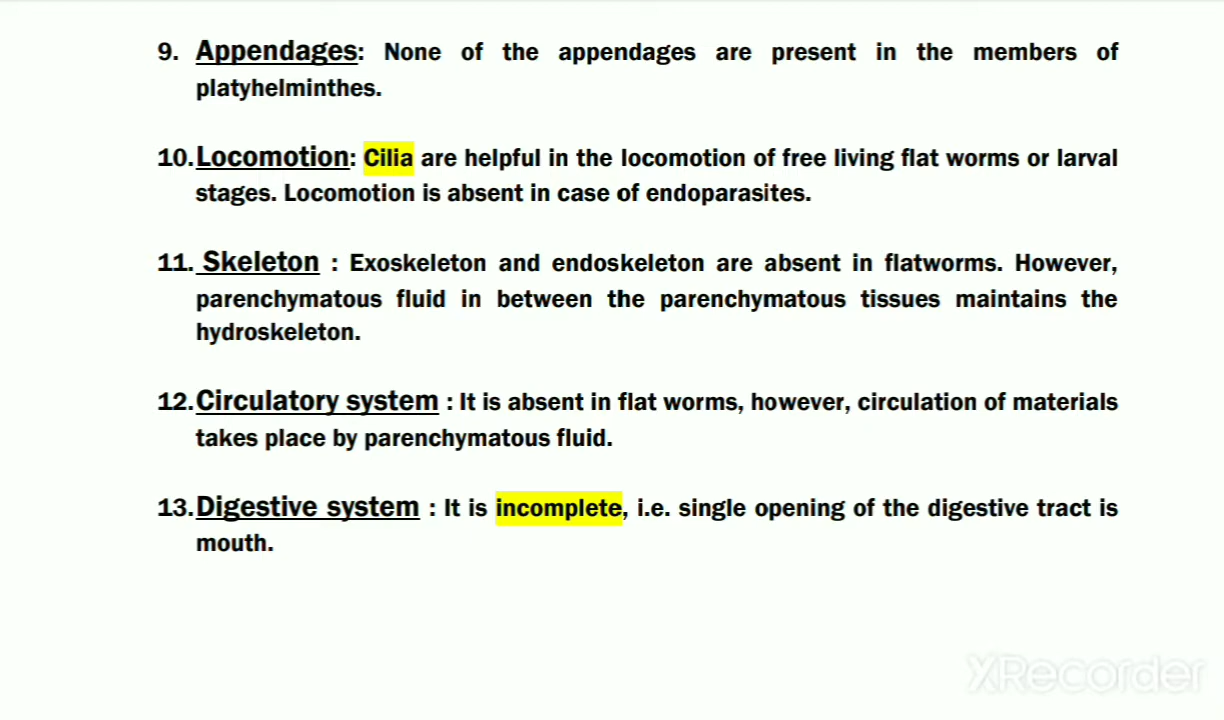 9. Appendages: None of the appendages are present in the members of
platyhelminthes.
10. Locomotion: Cilia are helpful in the locomotion of free living flat worms or larval
stages. Locomotion is absent in case of endoparasites.
11. Skeleton : Exoskeleton and endoskeleton are absent in flatworms. However,
parenchymatous fluid in between the parenchymatous tissues maintains the
hydroskeleton.
12. Circulatory system : It is absent in flat worms, however, circulation of materials
takes place by parenchymatous fluid.
13. Digestive system : It is incomplete, i.e. single opening of the digestive tract is
mouth.
XRecorder